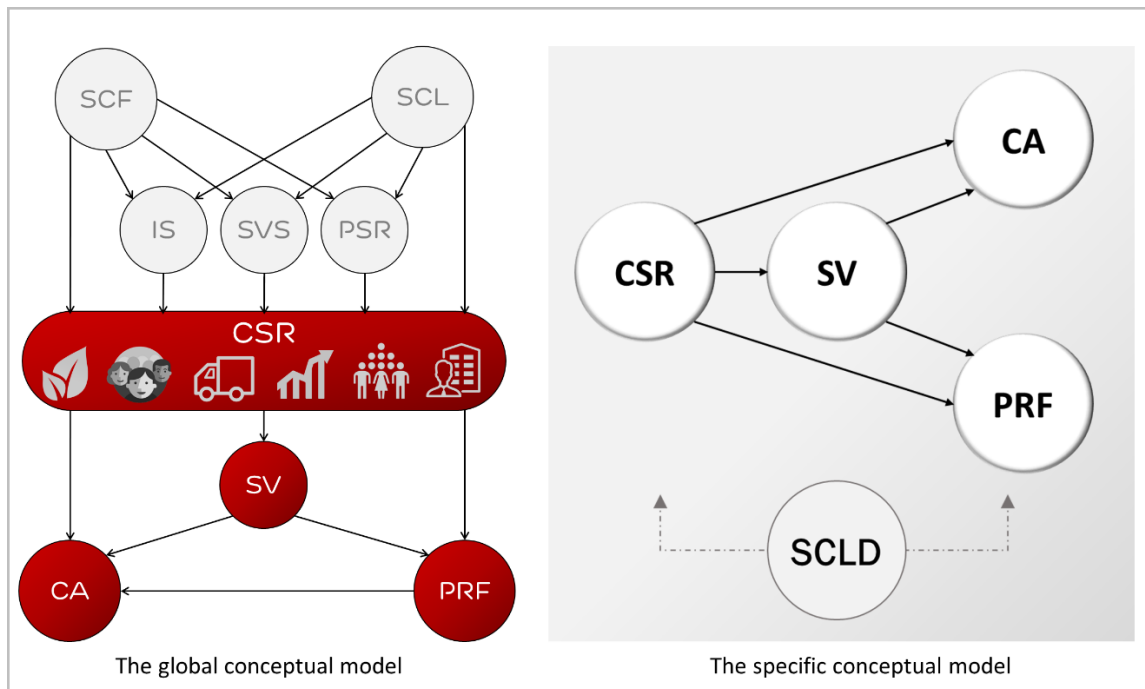 SCF
SCL
IS
SVS
PSR
CSR
SV
CA
PRF
The global conceptual model
CA
CSR
SV
PRF
SCLD
The specific conceptual model